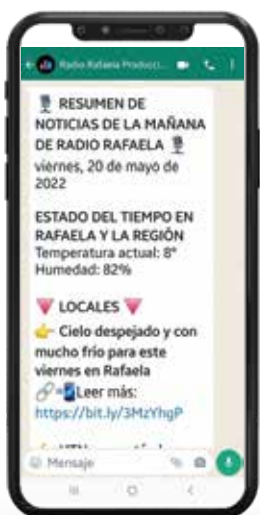 Radio Rafaela Producci...
🎙️ RESUMEN DE
NOTICIAS DE LA MAÑANA
DE RADIO RAFAELA 🎙️
viernes, 20 de mayo de
2022
ESTADO DEL TIEMPO EN
RAFAELA Y LA REGIÓN
Temperatura actual: 8°
Humedad: 82%
🔻 LOCALES 🔻
👉 Cielo despejado y con
mucho frío para este
viernes en Rafaela
🔗=📲Leer más:
https://bit.ly/3MzYhgP
Mensaje